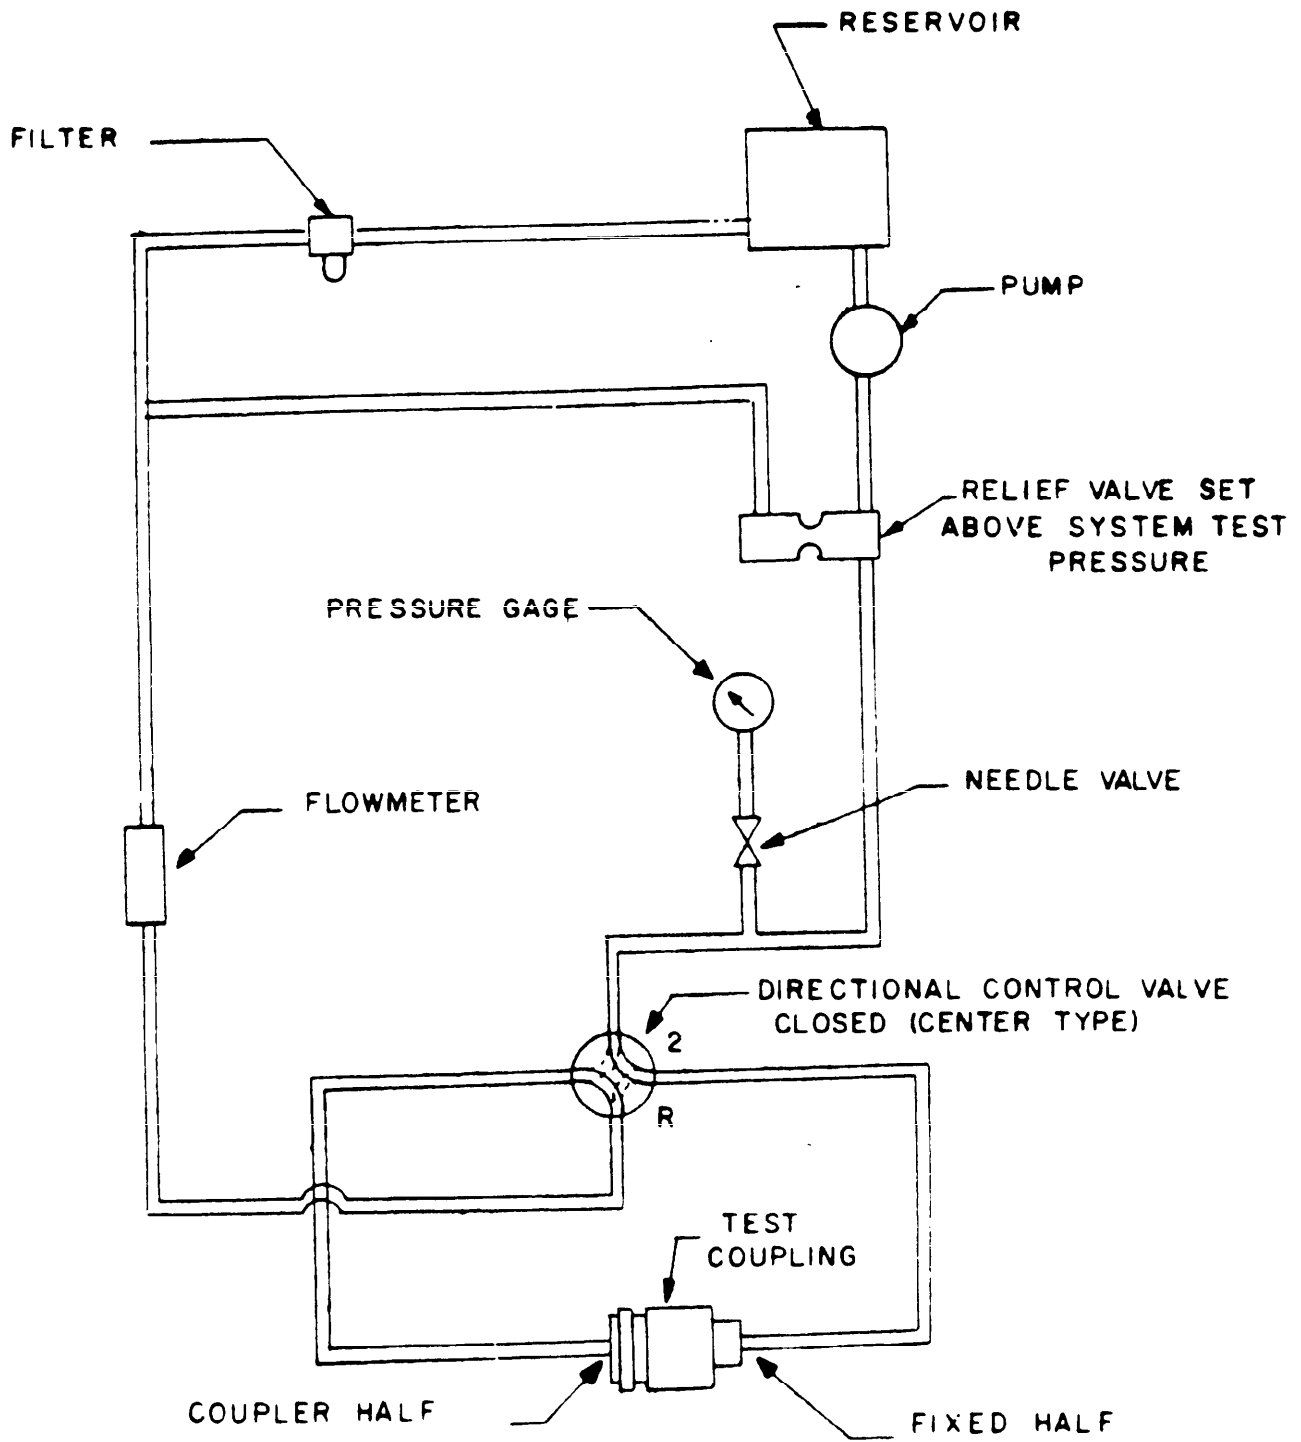 RESERVOIR
FILTER
PUMP
RELIEF VALVE SET
ABOVE SYSTEM TEST
PRESSURE
PRESSURE GAGE
NEEDLE VALVE
FLOWMETER
DIRECTIONAL CONTROL VALVE
CLOSED (CENTER TYPE)
2
R
TEST
COUPLING
COUPLER HALF
FIXED HALF